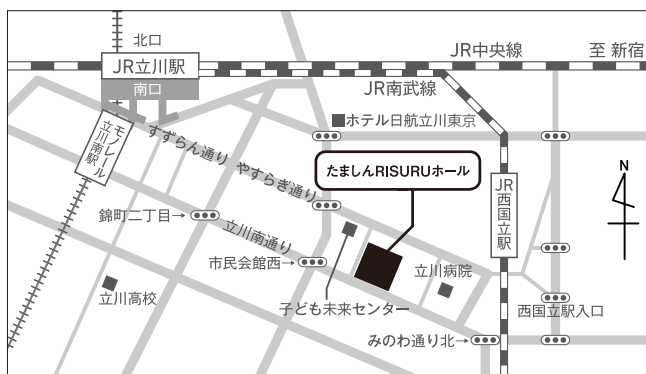 北口
JR中央線
至 新宿
JR立川駅
南口
JR南武線
モノレール
立川南駅
すずらん通り
やすらぎ通り
ホテル日航立川東京
たましんRISURUホール
N
JR西国立駅
錦町二丁目→
立川南通り
市民会館西→
立川病院
立川高校
子ども未来センター
西国立駅入口
みのわ通り北→